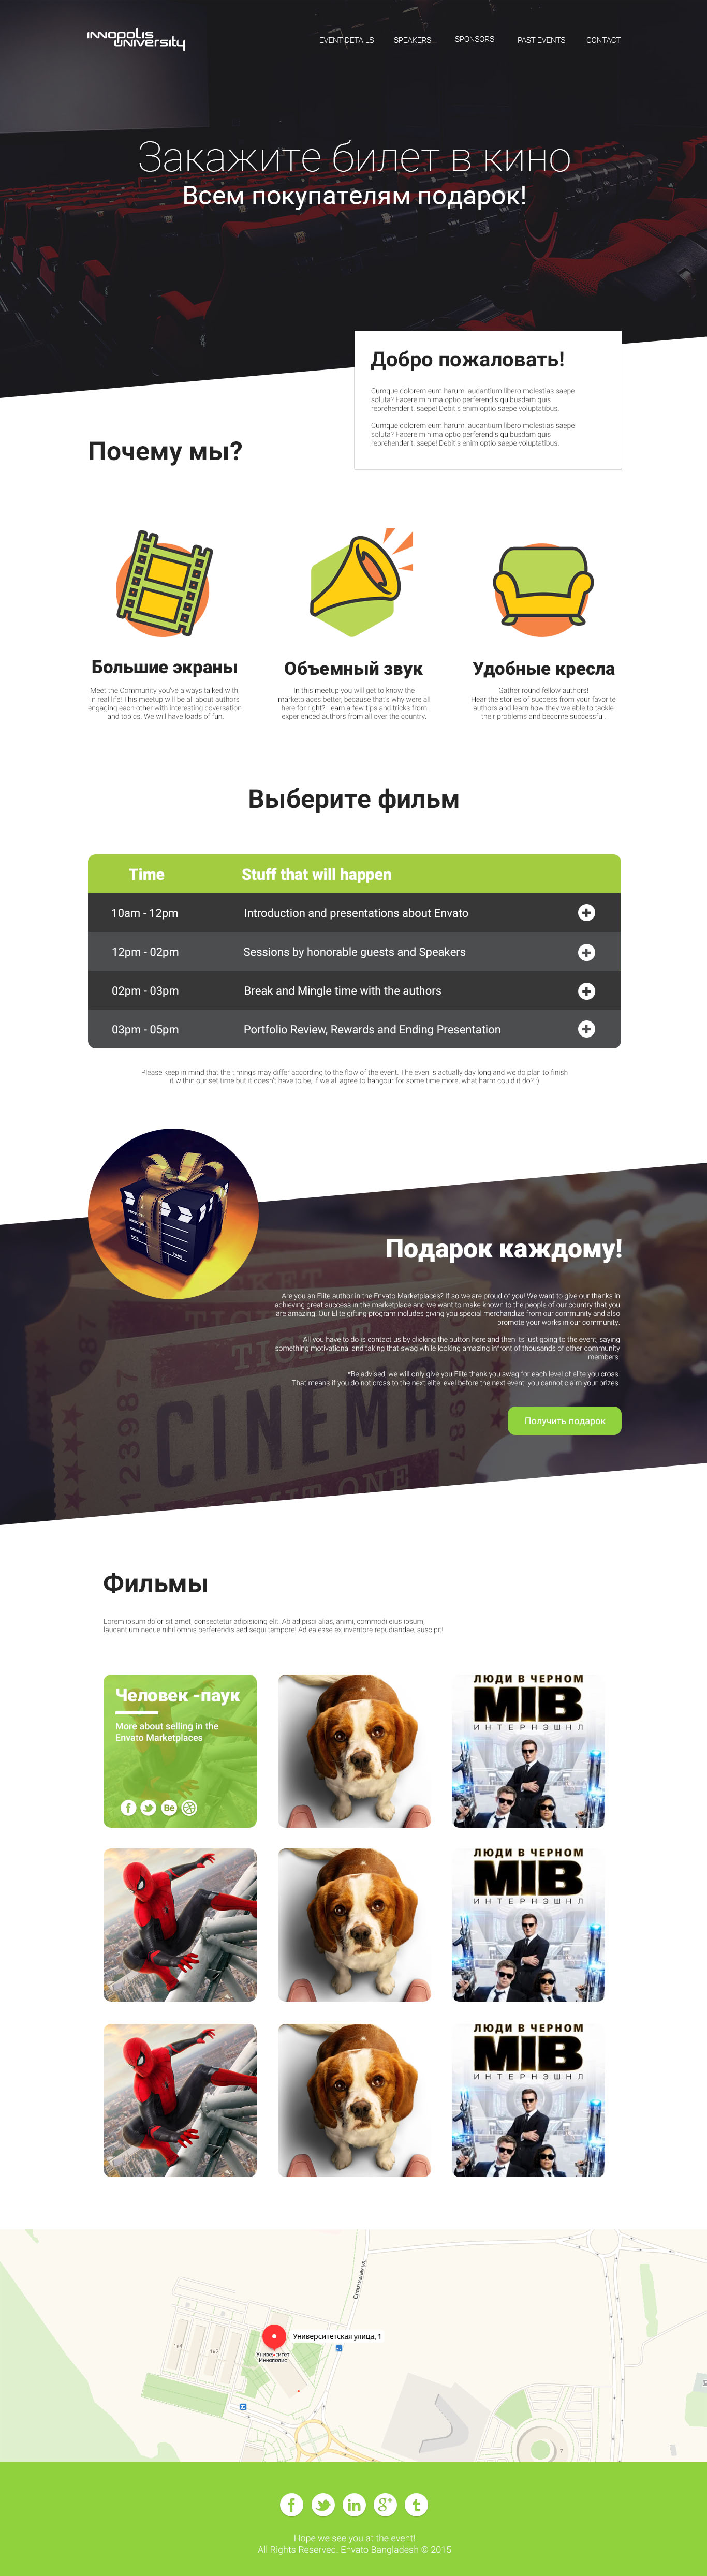 INNOPOLIS
UNIVERSITY
EVENT DETAILS
SPEAKERS
SPONSORS
PAST EVENTS
CONTACT
Закажите билет в кино
Всем покупателям подарок!
Добро пожаловать!
Cumque dolorem eum harum laudantium libero molestias saepe
soluta? Facere minima optio perferendis quibusdam quis
reprehenderit, saepe! Debitis enim optio saepe voluptatibus.
Cumque dolorem eum harum laudantium libero molestias saepe
soluta? Facere minima optio perferendis quibusdam quis
reprehenderit, saepe! Debitis enim optio saepe voluptatibus.
Почему мы?
Большие экраны
Meet the Community you've always talked with,
in real life! This meetup will be all about authors
engaging each other with interesting coversation
and topics. We will have loads of fun.
Объемный звук
In this meetup you will get to know the
marketplaces better, because that's why were all
here for right? Learn a few tips and tricks from
experienced authors from all over the country.
Удобные кресла
Gather round fellow authors!
Hear the stories of success from your favorite
authors and learn how they we able to tackle
their problems and become successful.
Выберите фильм
Time
Stuff that will happen
10am - 12pm
Introduction and presentations about Envato
12pm - 02pm
Sessions by honorable guests and Speakers
02pm - 03pm
Break and Mingle time with the authors
03pm - 05pm
Portfolio Review, Rewards and Ending Presentation
Please keep in mind that the timings may differ according to the flow of the event. The even is actually day long and we do plan to finish
it within our set time but it doesn't have to be, if we all agree to hangour for some time more, what harm could it do? :)
Подарок каждому!
Are you an Elite author in the Envato Marketplaces? If so we are proud of you! We want to give our thanks in
achieving great success in the marketplace and we want to make known to the people of our country that you
are amazing! Our Elite gifting program includes giving you special merchandize from our community and also
promote your works in our community.
All you have to do is contact us by clicking the button here and then its just going to the event, saying
something motivational and taking that swag while looking amazing infront of thousands of other community
members.
*Be advised, we will only give you Elite thank you swag for each level of elite you cross.
That means if you do not cross to the next elite level before the next event, you cannot claim your prizes.
Получить подарок
TICKET
TICKET
CINEMA
ADMIT ONE
123987
Фильмы
Lorem ipsum dolor sit amet, consectetur adipisicing elit. Ab adipisci alias, animi, commodi eius ipsum,
laudantium neque nihil omnis perferendis sed sequi tempore! Ad ea esse ex inventore repudiandae, suscipit!
Человек -паук
More about selling in the
Envato Marketplaces
f
Bē
ЛЮДИ В ЧЕРНОМ
MIB
ИНТЕРНЭШНЛ
ЛЮДИ В ЧЕРНОМ
MIB
ИНТЕРНЭШНЛ
ЛЮДИ В ЧЕРНОМ
MIB
ИНТЕРНЭШНЛ
Спортивная ул.
Университетская улица, 1
Университет
Иннополис
1к4
1к2
7
f
in
g+
t
Hope we see you at the event!
All Rights Reserved. Envato Bangladesh © 2015